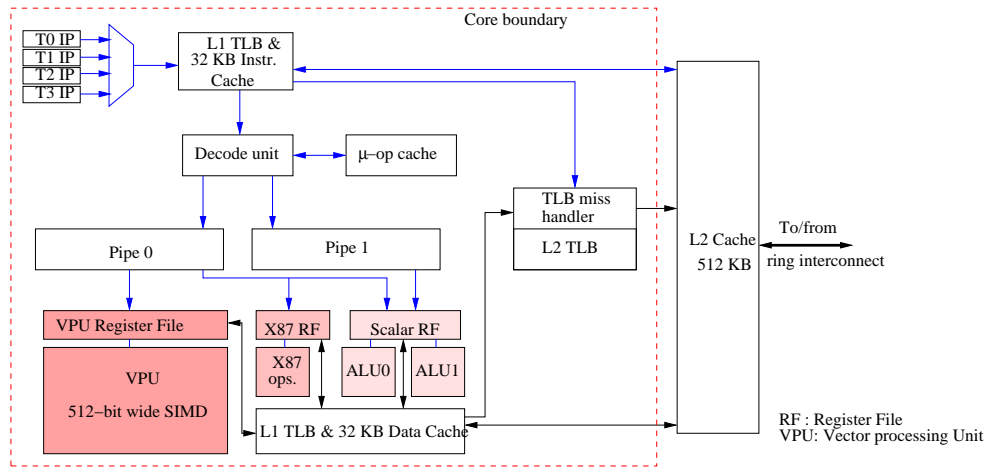 Core boundary
T0 IP
T1 IP
T2 IP
T3 IP
L1 TLB &
32 KB Instr.
Cache
Decode unit
μ−op cache
TLB miss
handler
L2 TLB
Pipe 0
Pipe 1
L2 Cache
512 KB
To/from
ring interconnect
VPU Register File
X87 RF
Scalar RF
VPU
512−bit wide SIMD
X87
ops.
ALU0
ALU1
L1 TLB & 32 KB Data Cache
RF : Register File
VPU: Vector processing Unit